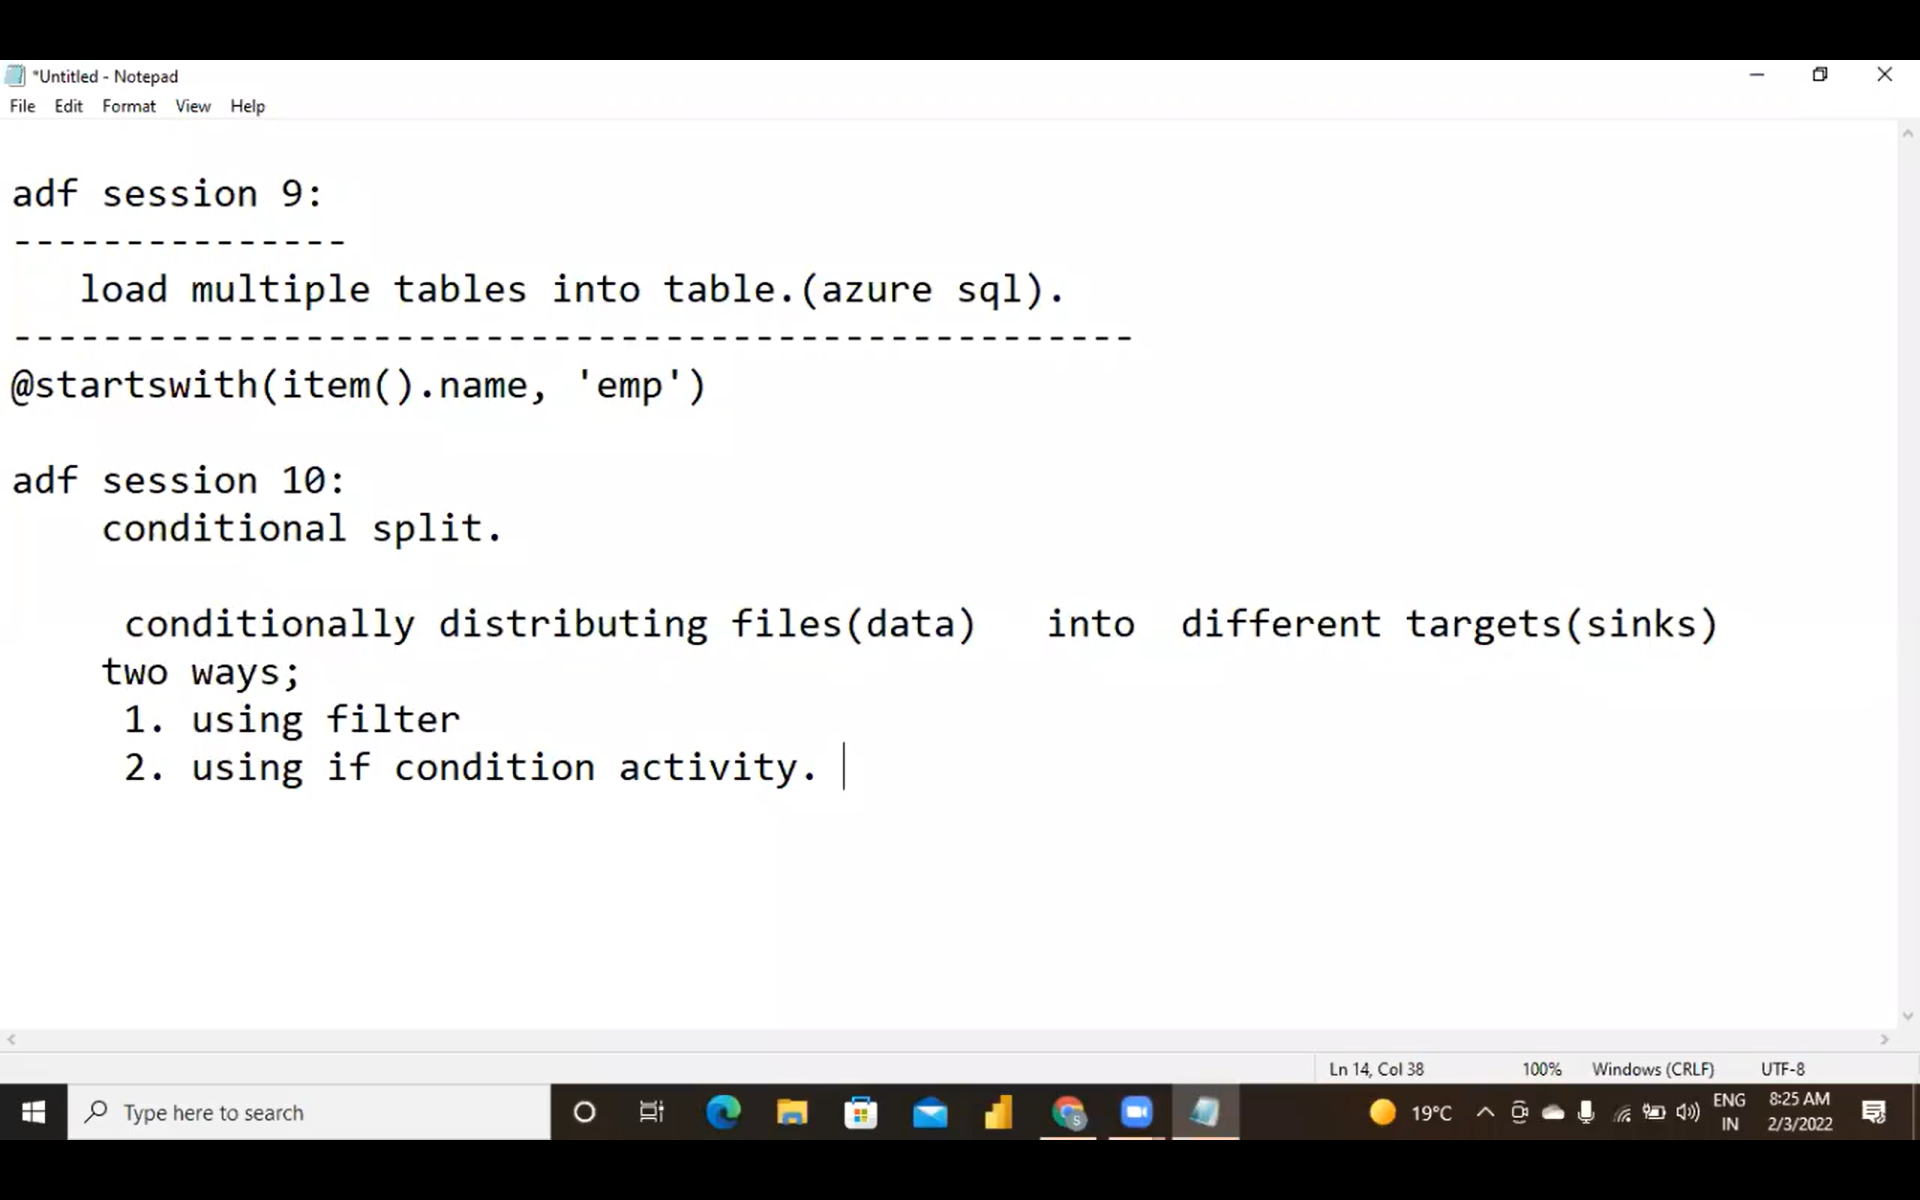 *Untitled - Notepad
File Edit Format View Help
adf session 9:
---------------
load multiple tables into table.(azure sql).
--------------------------------------------------
@startswith(item().name, 'emp')
adf session 10:
conditional split.
conditionally distributing files(data) into different targets(sinks)
two ways;
1. using filter
2. using if condition activity.
Ln 14, Col 38 100% Windows (CRLF) UTF-8
Type here to search
S
19°C
ENG
IN
8:25 AM
2/3/2022